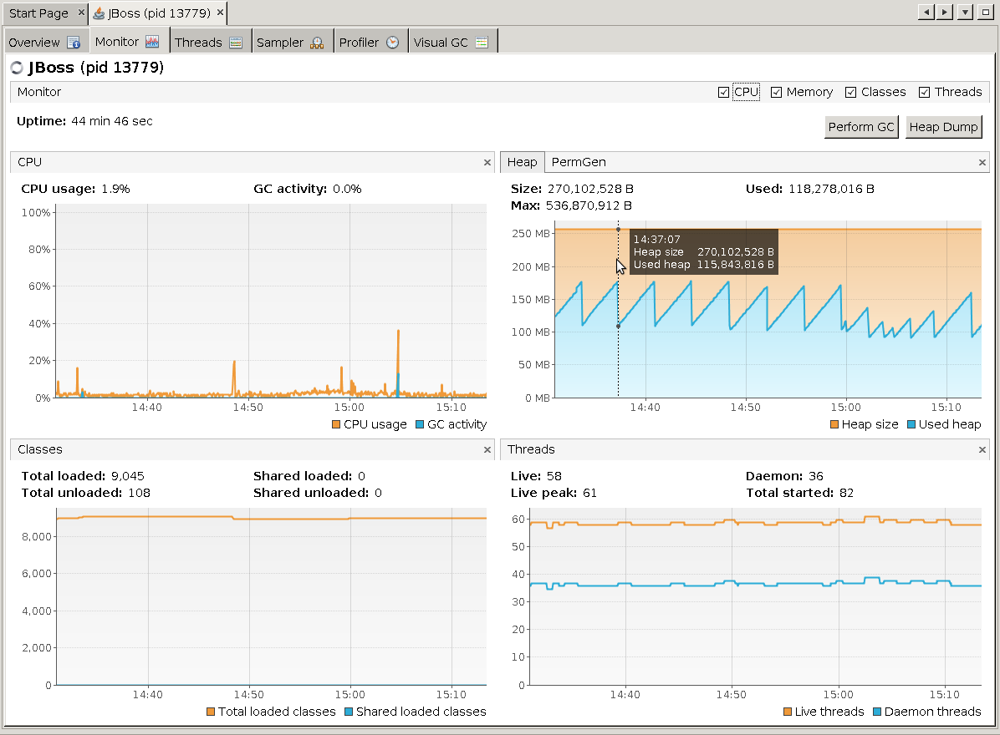 Start Page
JBoss (pid 13779)
Overview Monitor Threads Sampler Profiler Visual GC
JBoss (pid 13779)
Monitor CPU Memory Classes Threads
Uptime: 44 min 46 sec
Perform GC Heap Dump
CPU
CPU usage: 1.9% GC activity: 0.0%
100%
80%
60%
40%
20%
0%
14:40 14:50 15:00 15:10
CPU usage GC activity
Heap PermGen
Size: 270,102,528 B Used: 118,278,016 B
Max: 536,870,912 B
250 MB
200 MB
150 MB
100 MB
50 MB
0 MB
14:37:07
Heap size 270,102,528 B
Used heap 115,843,816 B
14:40 14:50 15:00 15:10
Heap size Used heap
Classes
Total loaded: 9,045 Shared loaded: 0
Total unloaded: 108 Shared unloaded: 0
8,000
6,000
4,000
2,000
0
14:40 14:50 15:00 15:10
Total loaded classes Shared loaded classes
Threads
Live: 58 Daemon: 36
Live peak: 61 Total started: 82
60
50
40
30
20
10
0
14:40 14:50 15:00 15:10
Live threads Daemon threads